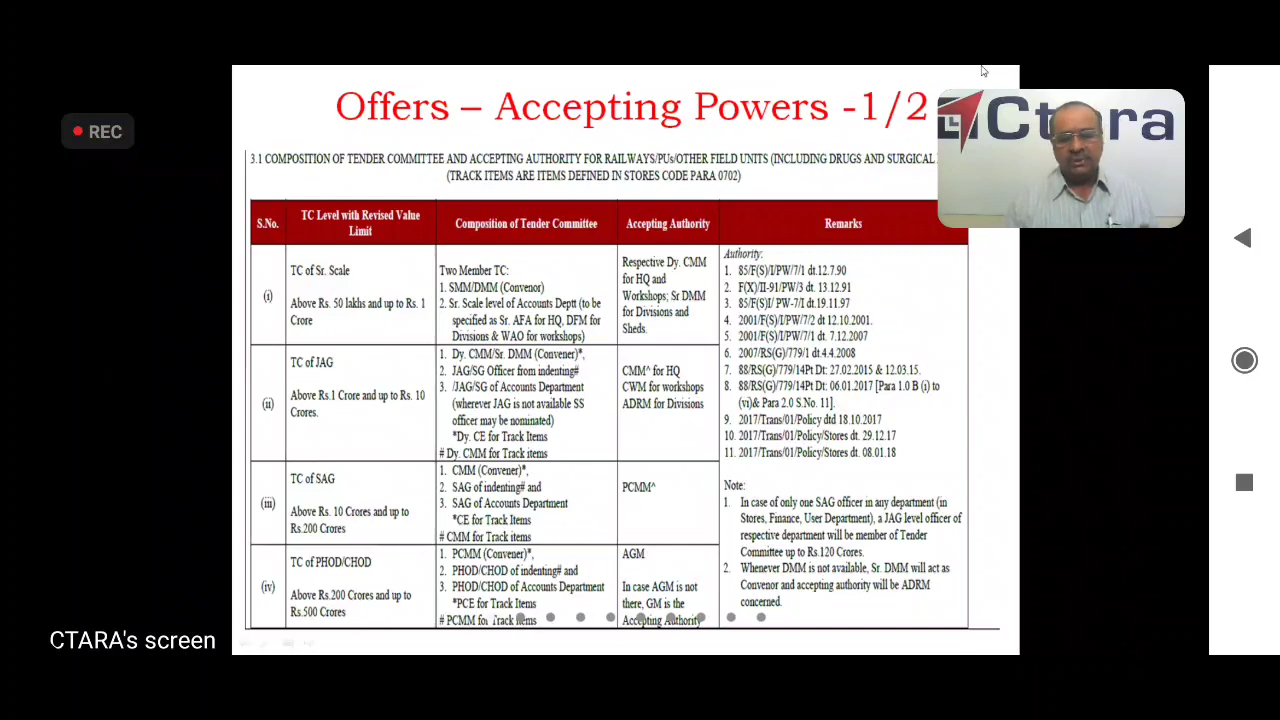 Offers – Accepting Powers -1/2
REC
Ctara
3.1 COMPOSITION OF TENDER COMMITTEE AND ACCEPTING AUTHORITY FOR RAILWAYS/PUs/OTHER FIELD UNITS (INCLUDING DRUGS AND SURGICAL
(TRACK ITEMS ARE ITEMS DEFINED IN STORES CODE PARA 0702)
S.No.
TC Level with Revised Value
Limit
Composition of Tender Committee
Accepting Authority
Remarks
(i)
TC of Sr. Scale
Above Rs. 50 lakhs and up to Rs. 1
Crore
Two Member TC:
1. SMM/DMM (Convenor)
2. Sr. Scale level of Accounts Deptt (to be
specified as Sr. AFA for HQ, DFM for
Divisions & WAO for workshops)
Respective Dy. CMM
for HQ and
Workshops; Sr DMM
for Divisions and
Sheds.
(ii)
TC of JAG
Above Rs.1 Crore and up to Rs. 10
Crores.
1. Dy. CMM/Sr. DMM (Convener)*,
2. JAG/SG Officer from indenting#
3. /JAG/SG of Accounts Department
(wherever JAG is not available SS
officer may be nominated)
*Dy. CE for Track Items
# Dy. CMM for Track items
CMM^ for HQ
CWM for workshops
ADRM for Divisions
(iii)
TC of SAG
Above Rs. 10 Crores and up to
Rs.200 Crores
1. CMM (Convener)*,
2. SAG of indenting# and
3. SAG of Accounts Department
*CE for Track Items
# CMM for Track items
PCMM^
(iv)
TC of PHOD/CHOD
Above Rs.200 Crores and up to
Rs.500 Crores
1. PCMM (Convener)*,
2. PHOD/CHOD of indenting# and
3. PHOD/CHOD of Accounts Department
*PCE for Track Items
# PCMM for Track items
AGM
In case AGM is not
there, GM is the
Accepting Authority
Authority:
1. 85/F(S)/I/PW/7/1 dt.12.7.90
2. F(X)/II-91/PW/3 dt. 13.12.91
3. 85/F(S)I/ PW-7/I dt.19.11.97
4. 2001/F(S)/I/PW/7/2 dt 12.10.2001.
5. 2001/F(S)/I/PW/7/1 dt. 7.12.2007
6. 2007/RS(G)/779/1 dt.4.4.2008
7. 88/RS(G)/779/14Pt Dt: 27.02.2015 & 12.03.15.
8. 88/RS(G)/779/14Pt Dt: 06.01.2017 [Para 1.0 B (i) to
(vi)& Para 2.0 S.No. 11].
9. 2017/Trans/01/Policy dtd 18.10.2017
10. 2017/Trans/01/Policy/Stores dt. 29.12.17
11. 2017/Trans/01/Policy/Stores dt. 08.01.18
Note:
1. In case of only one SAG officer in any department (in
Stores, Finance, User Department), a JAG level officer of
respective department will be member of Tender
Committee up to Rs.120 Crores.
2. Whenever DMM is not available, Sr. DMM will act as
Convenor and accepting authority will be ADRM
concerned.
CTARA's screen